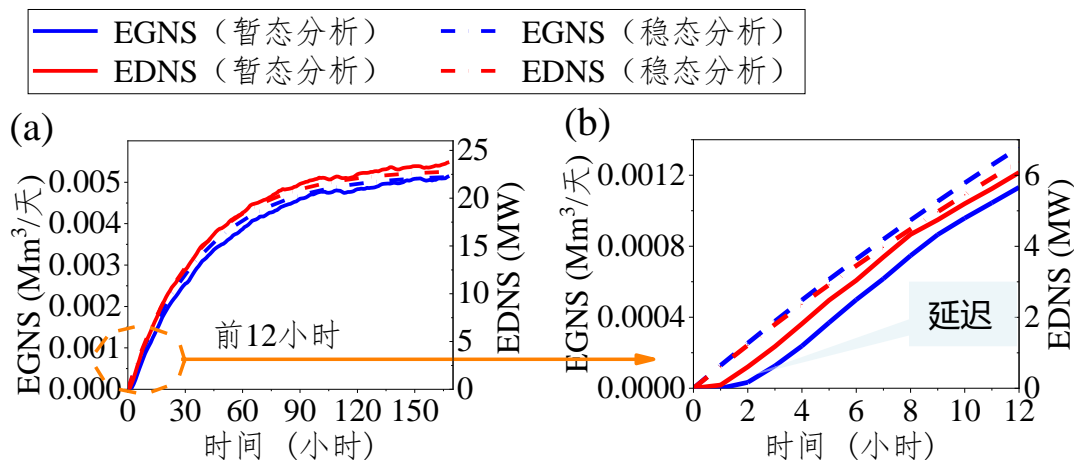 EGNS（暂态分析） EGNS（稳态分析）
EDNS（暂态分析） EDNS（稳态分析）
(a)
EGNS (Mm³/天)
0.005
0.004
0.003
0.002
0.001
0.000
25
20
15
10
5
0
EDNS (MW)
0 30 60 90 120 150
时间 (小时)
前12小时
(b)
EGNS (Mm³/天)
0.0012
0.0008
0.0004
0.0000
6
4
2
0
EDNS (MW)
延迟
0 2 4 6 8 10 12
时间 (小时)